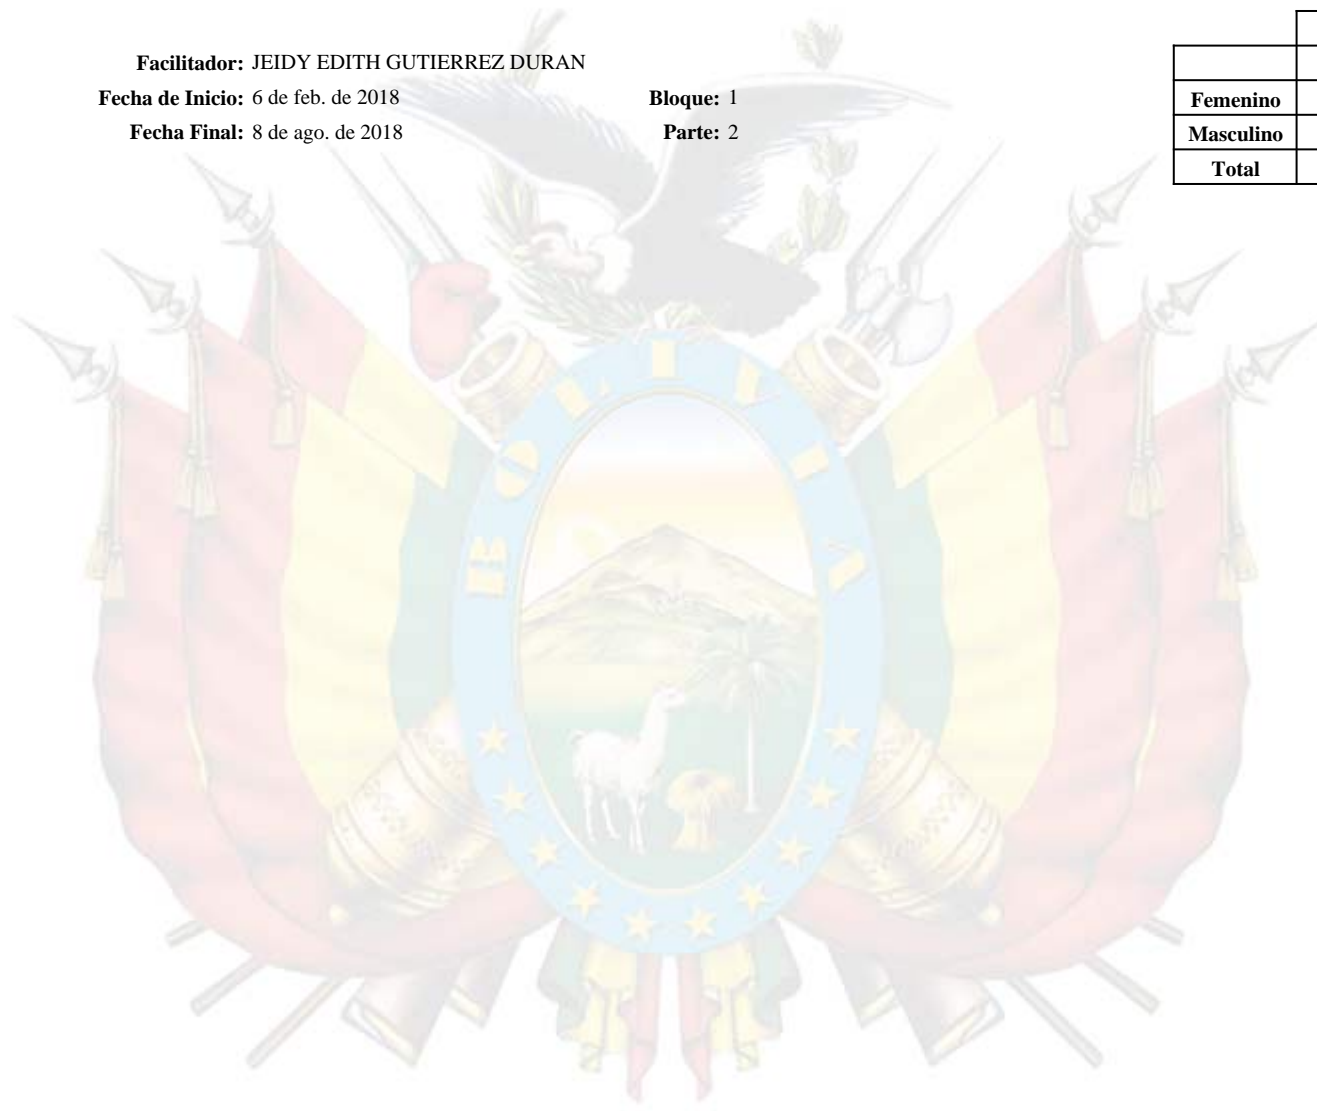 Facilitador: JEIDY EDITH GUTIERREZ DURAN
Fecha de Inicio: 6 de feb. de 2018 Bloque: 1
Fecha Final: 8 de ago. de 2018 Parte: 2
Femenino
Masculino
Total
BOLIVIA